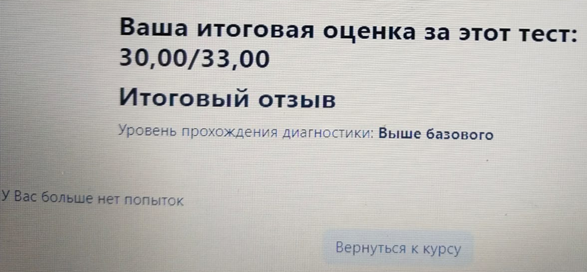 Ваша итоговая оценка за этот тест:
30,00/33,00
Итоговый отзыв
Уровень прохождения диагностики: Выше базового
У Вас больше нет попыток
Вернуться к курсу